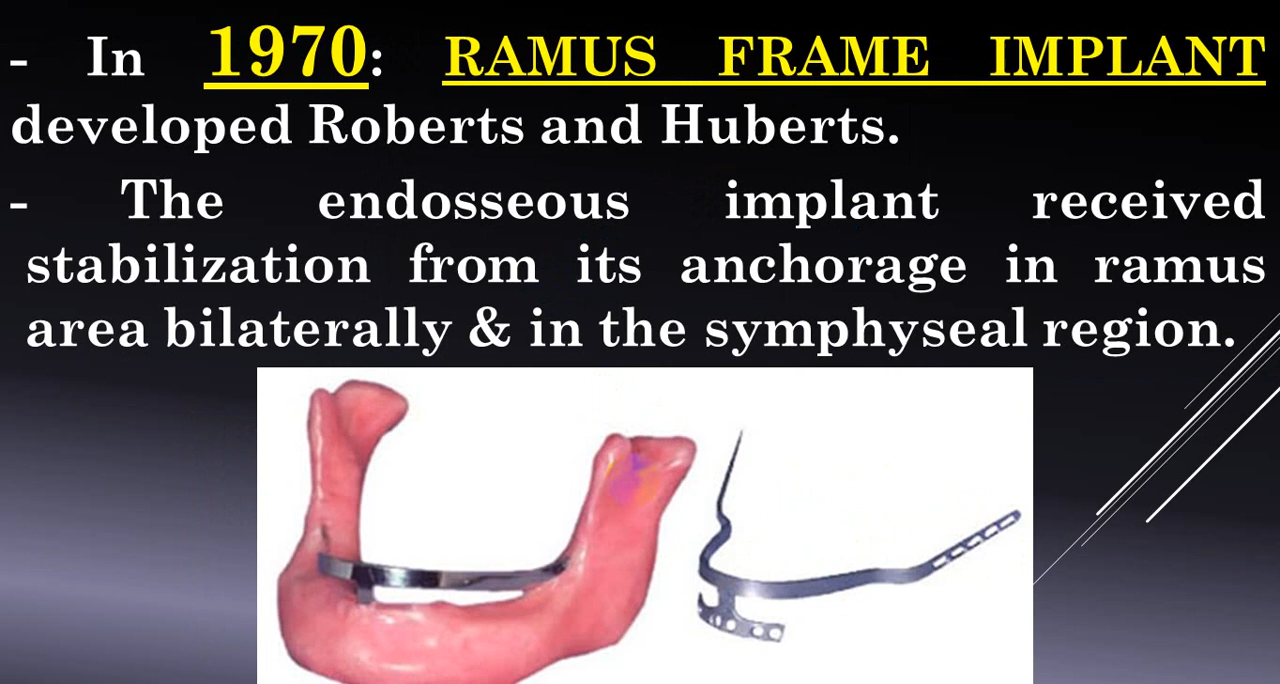 - In 1970: RAMUS FRAME IMPLANT
developed Roberts and Huberts.
- The endosseous implant received
stabilization from its anchorage in ramus
area bilaterally & in the symphyseal region.